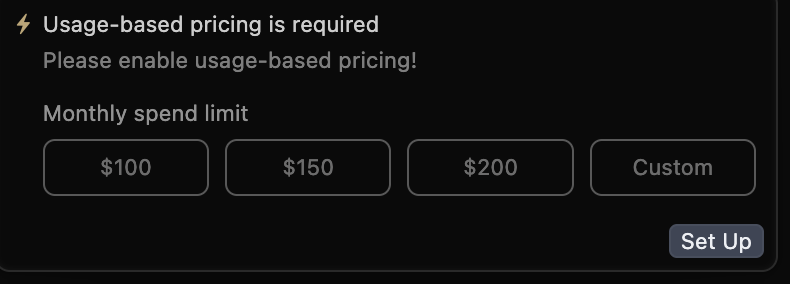 Usage-based pricing is required
Please enable usage-based pricing!
Monthly spend limit
$100 $150 $200 Custom
Set Up